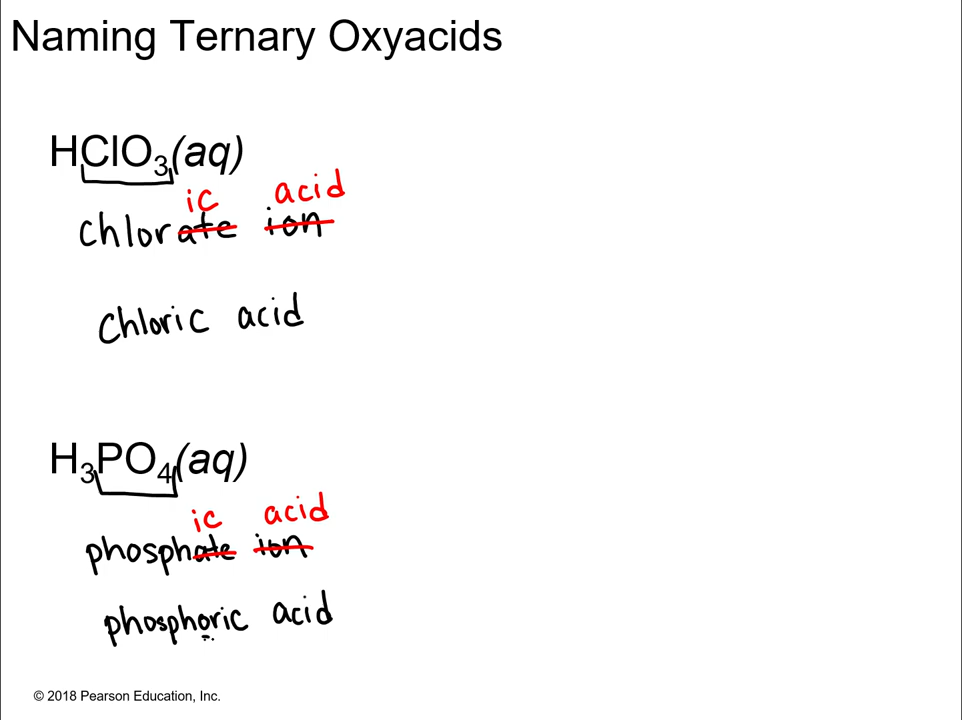 Naming Ternary Oxyacids
HClO3(aq)
ic acid
chlorate ion
chloric acid
H3PO4(aq)
ic acid
phosphate ion
phosphoric acid
© 2018 Pearson Education, Inc.